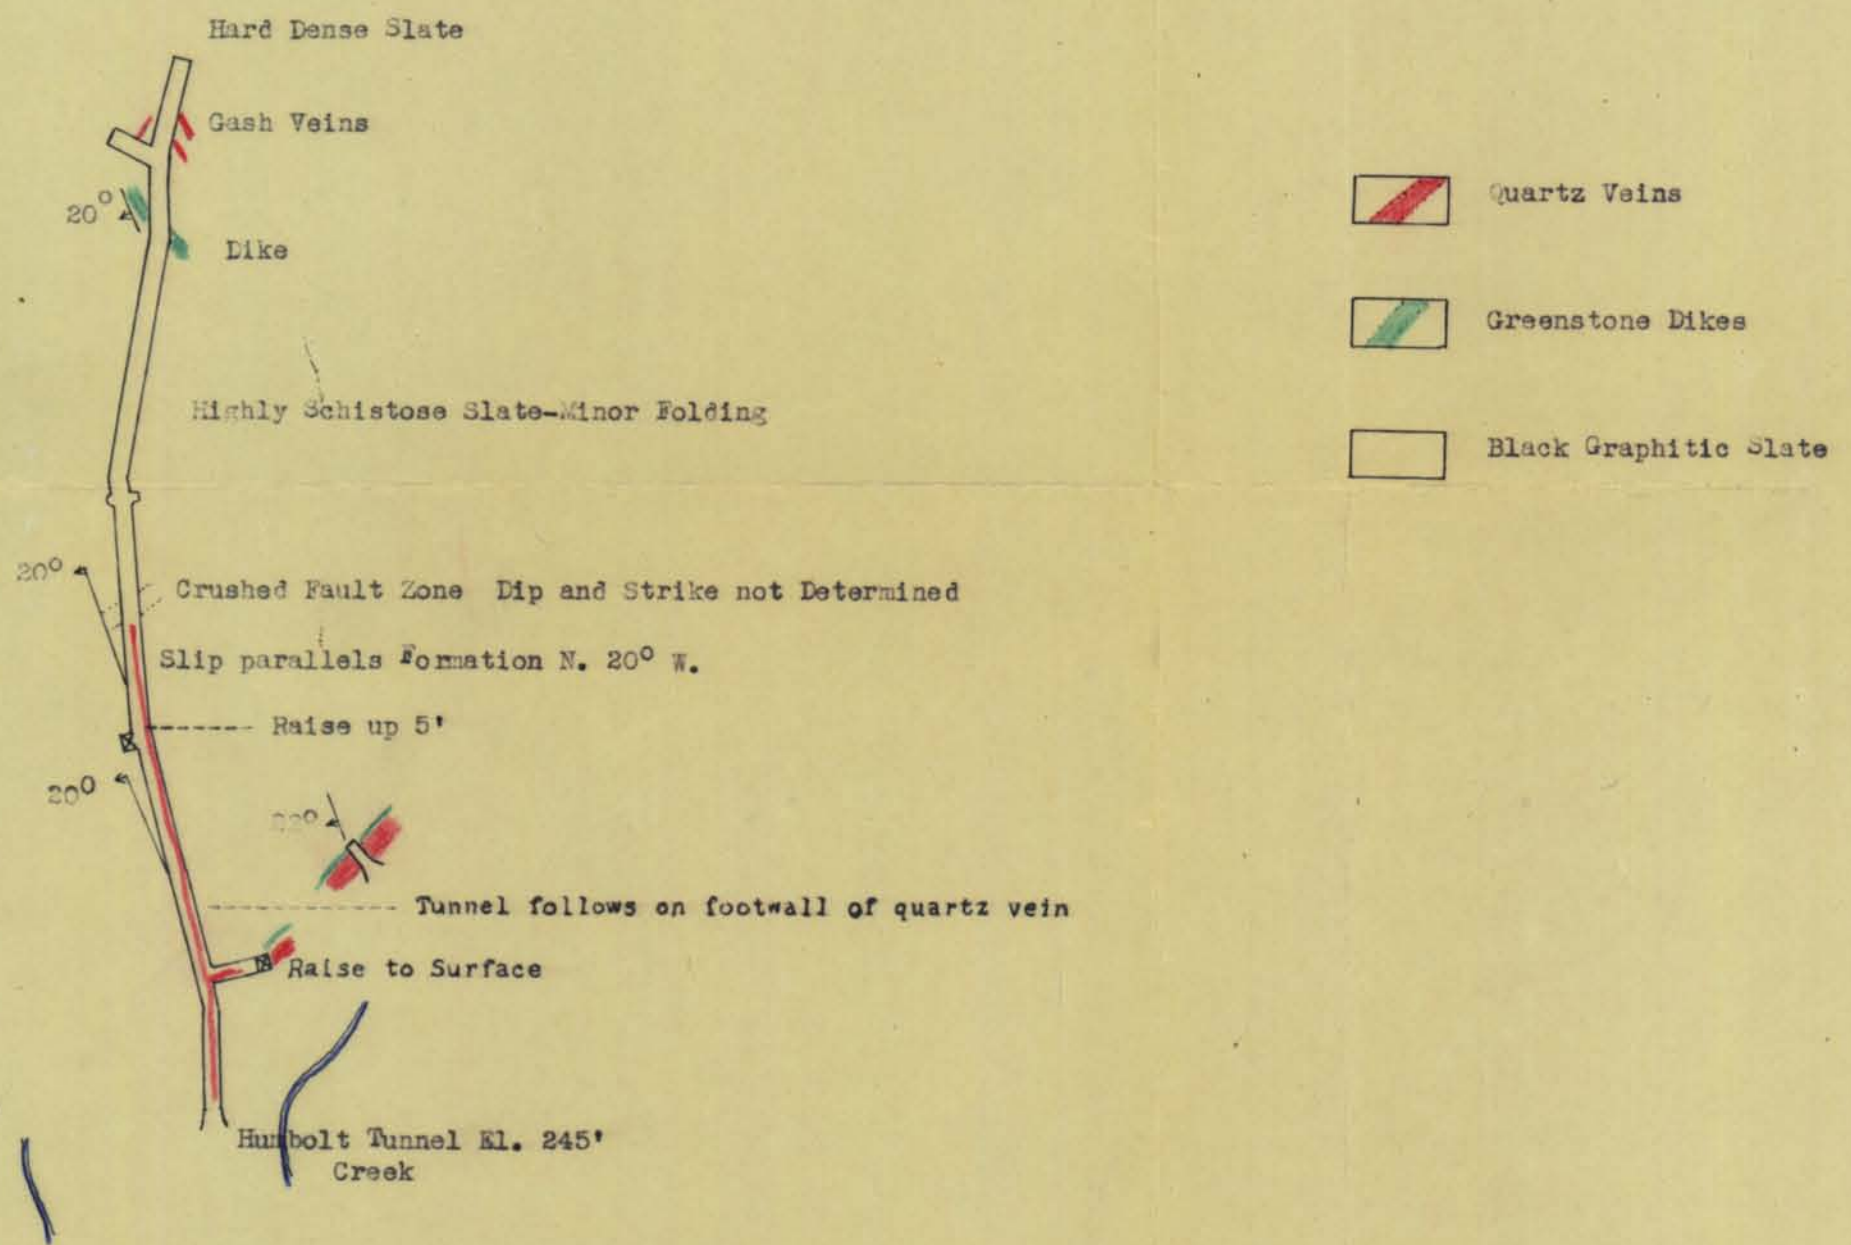 Hard Dense Slate
Gash Veins
20°
Dike
Highly Schistose Slate-Minor Folding
20°
Crushed Fault Zone Dip and Strike not Determined
Slip parallels Formation N. 20° W.
Raise up 5'
20°
Tunnel follows on footwall of quartz vein
Raise to Surface
Humbolt Tunnel El. 245'
Creek
Quartz Veins
Greenstone Dikes
Black Graphitic Slate